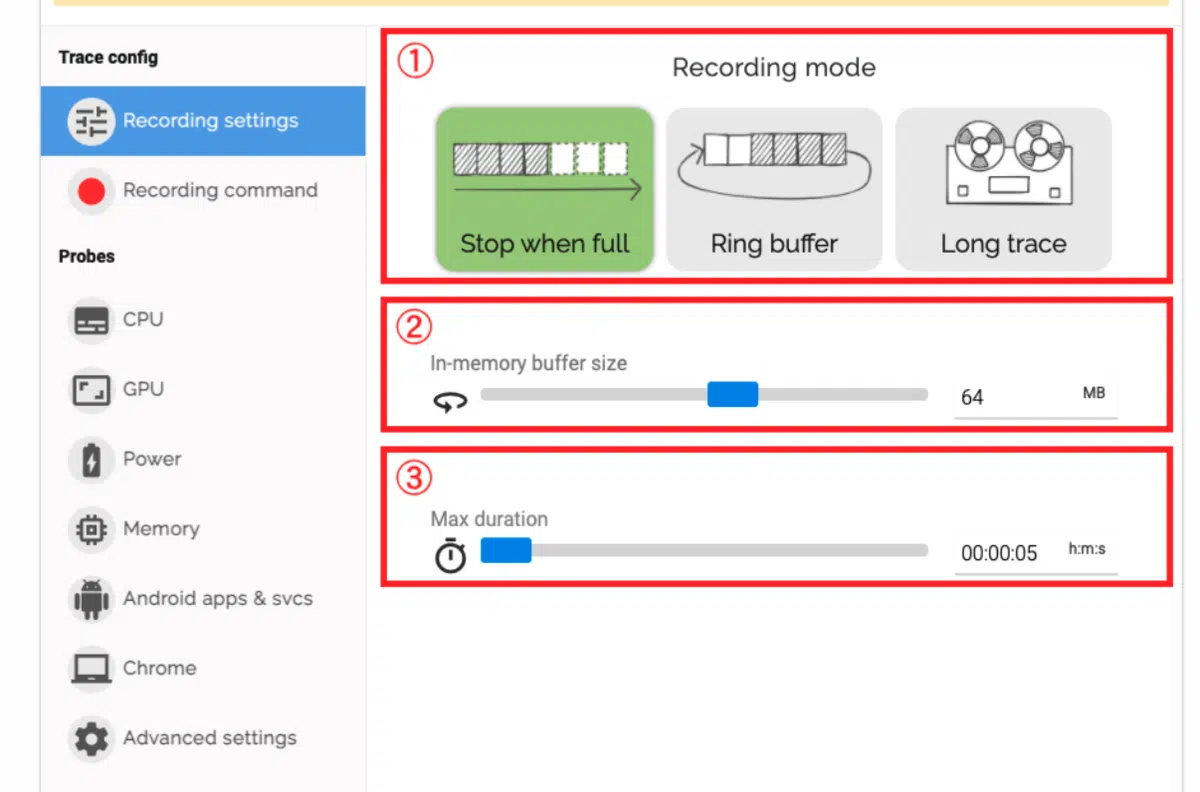 Trace config
Recording settings
Recording command
Probes
CPU
GPU
Power
Memory
Android apps & svcs
Chrome
Advanced settings
①
Recording mode
Stop when full
Ring buffer
Long trace
②
In-memory buffer size
64 MB
③
Max duration
00:00:05 h:m:s